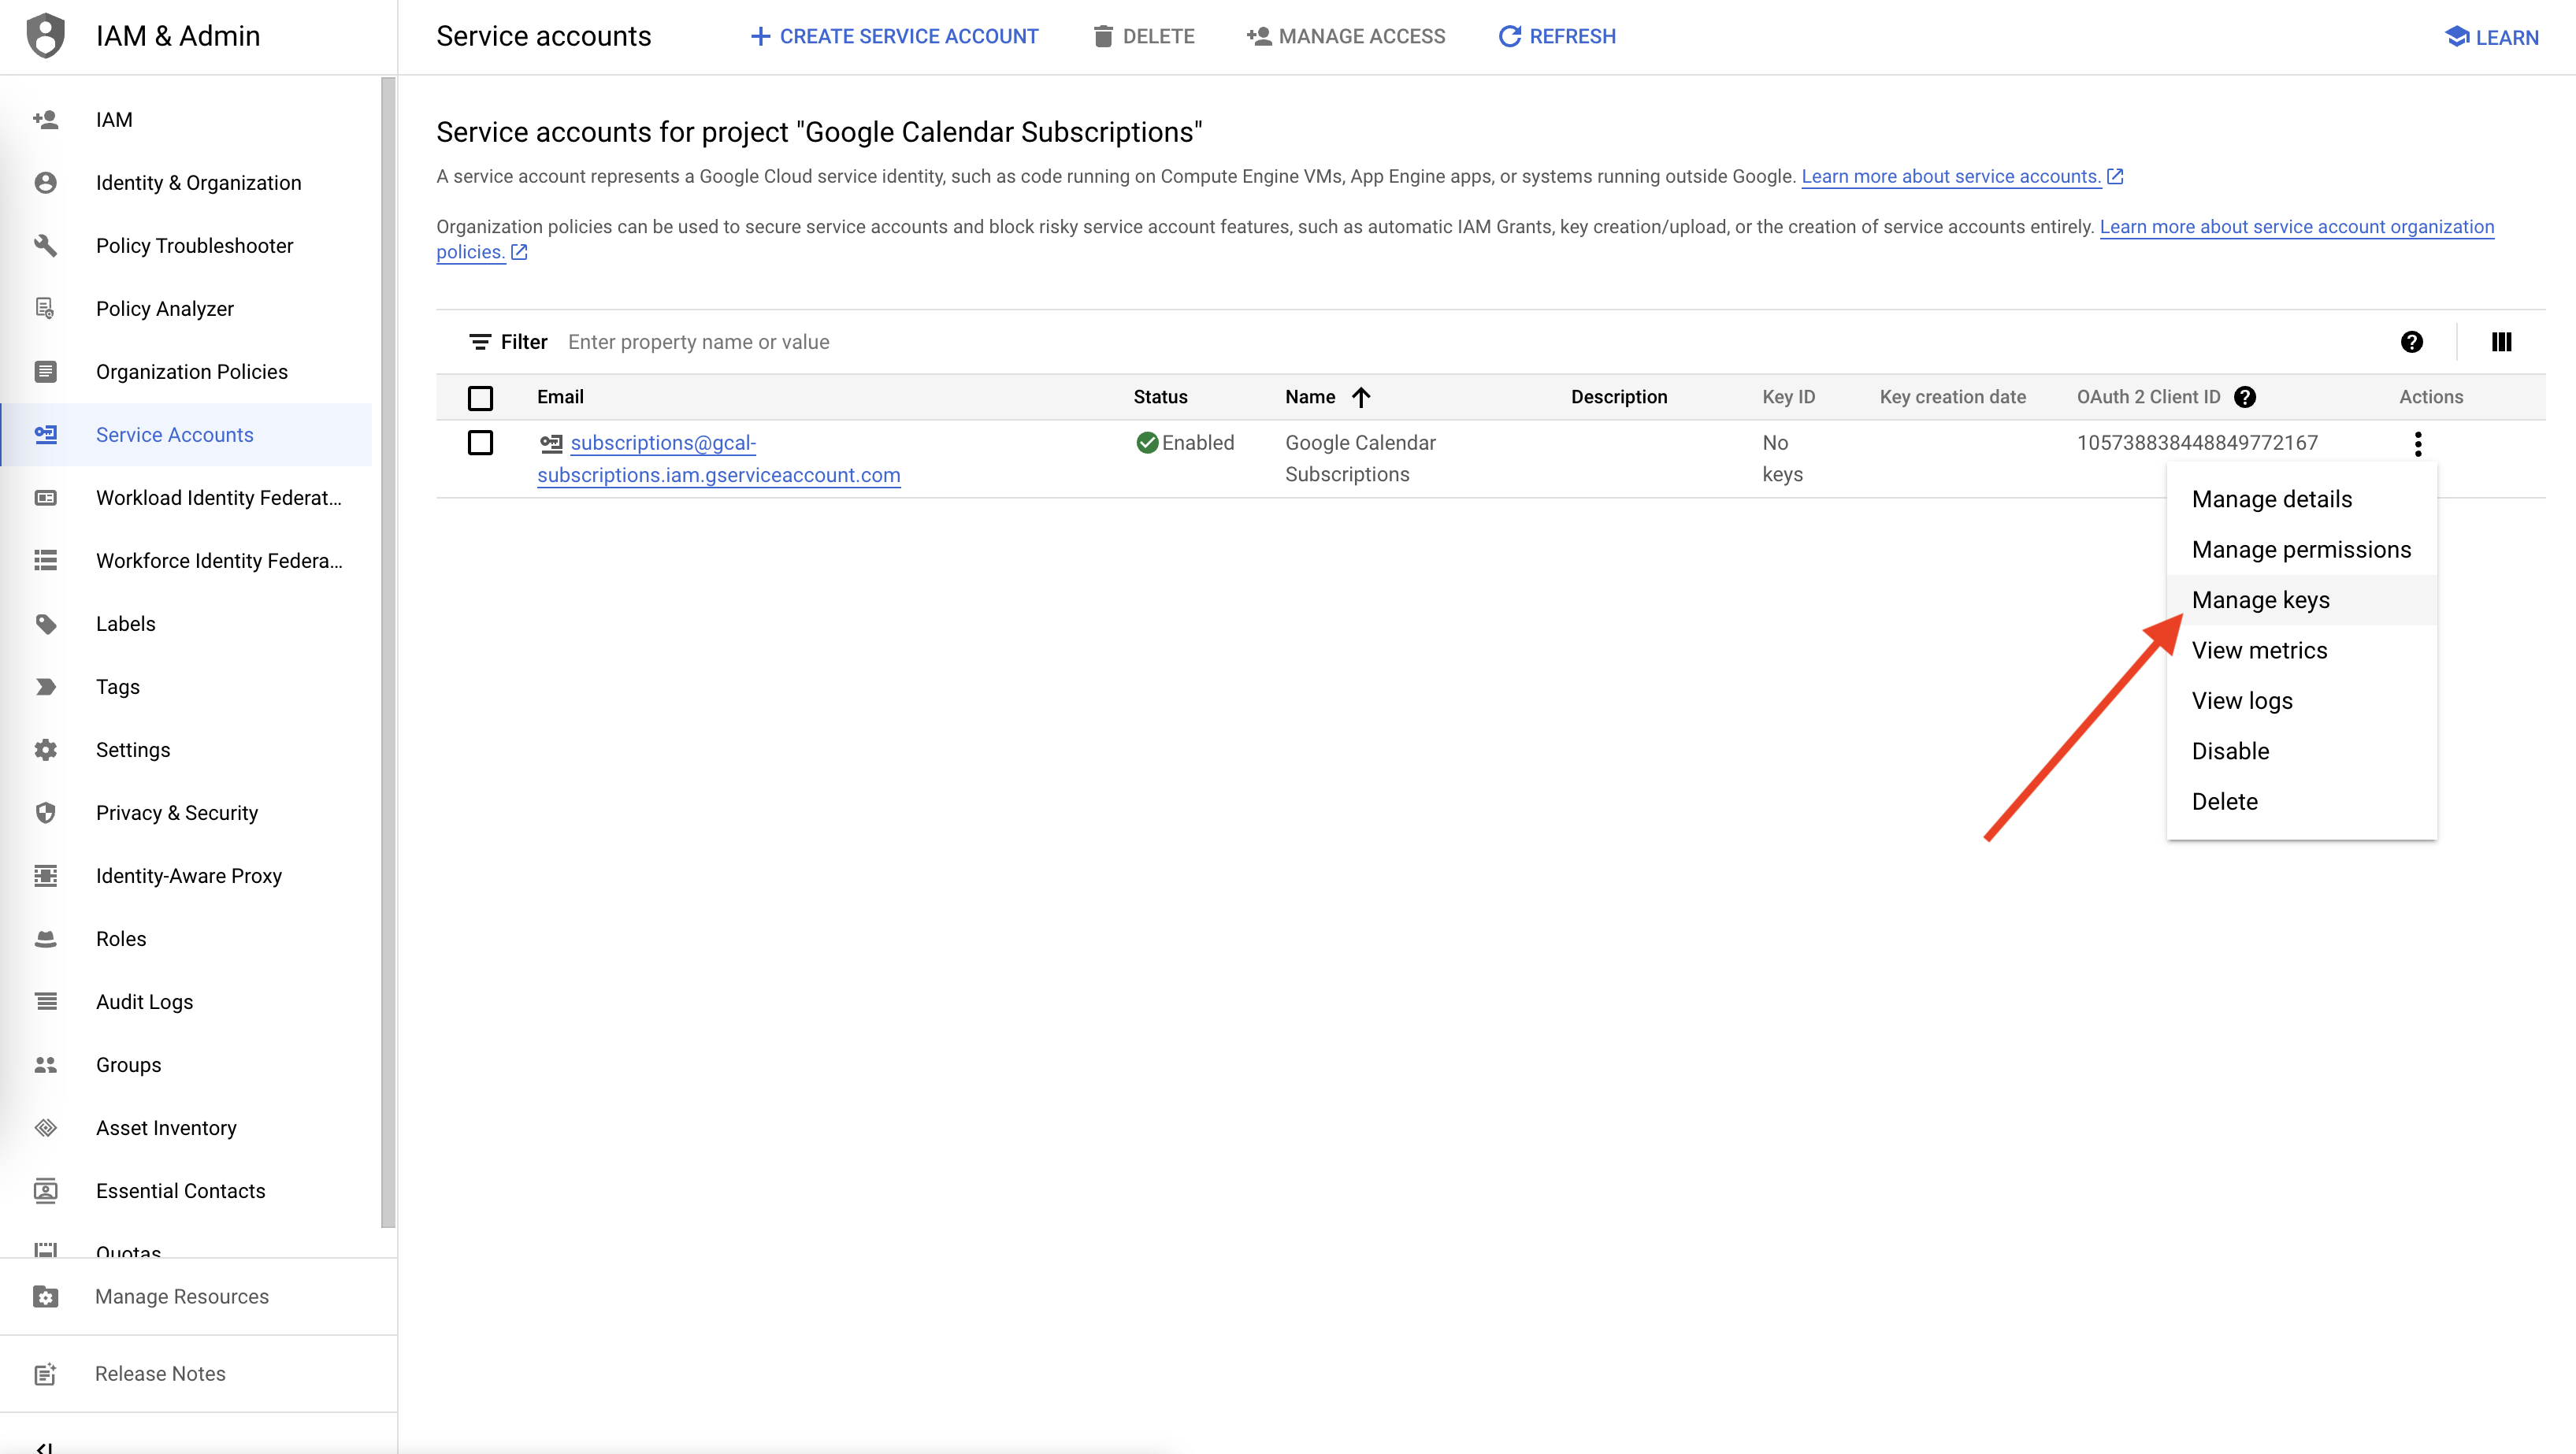 IAM & Admin
Service accounts
CREATE SERVICE ACCOUNT
DELETE
MANAGE ACCESS
REFRESH
LEARN
IAM
Identity & Organization
Policy Troubleshooter
Policy Analyzer
Organization Policies
Service Accounts
Workload Identity Federat...
Workforce Identity Federa...
Labels
Tags
Settings
Privacy & Security
Identity-Aware Proxy
Roles
Audit Logs
Groups
Asset Inventory
Essential Contacts
Quotas
Manage Resources
Release Notes
Service accounts for project "Google Calendar Subscriptions"
A service account represents a Google Cloud service identity, such as code running on Compute Engine VMs, App Engine apps, or systems running outside Google. Learn more about service accounts.
Organization policies can be used to secure service accounts and block risky service account features, such as automatic IAM Grants, key creation/upload, or the creation of service accounts entirely. Learn more about service account organization
policies.
Filter Enter property name or value
Email Status Name Description Key ID Key creation date OAuth 2 Client ID Actions
subscriptions@gcal- Enabled Google Calendar No 105738838448849772167
subscriptions.iam.gserviceaccount.com Subscriptions keys
Manage details
Manage permissions
Manage keys
View metrics
View logs
Disable
Delete